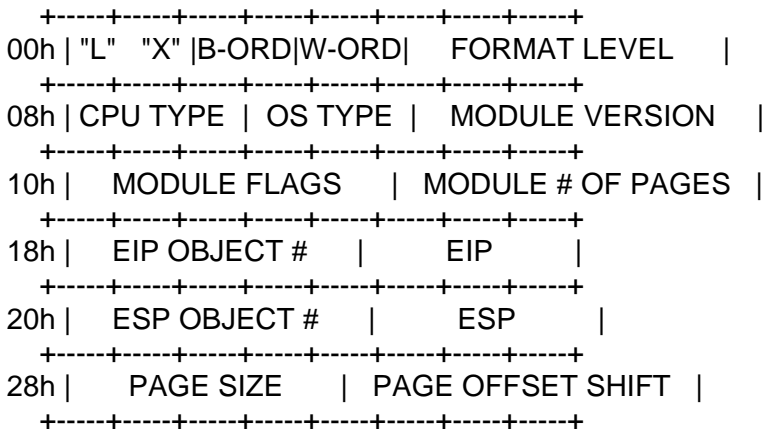 +-----+-----+-----+-----+-----+-----+-----+-----+
00h | "L" "X" |B-ORD|W-ORD| FORMAT LEVEL |
+-----+-----+-----+-----+-----+-----+-----+-----+
08h | CPU TYPE | OS TYPE | MODULE VERSION |
+-----+-----+-----+-----+-----+-----+-----+-----+
10h | MODULE FLAGS | MODULE # OF PAGES |
+-----+-----+-----+-----+-----+-----+-----+-----+
18h | EIP OBJECT # | EIP |
+-----+-----+-----+-----+-----+-----+-----+-----+
20h | ESP OBJECT # | ESP |
+-----+-----+-----+-----+-----+-----+-----+-----+
28h | PAGE SIZE | PAGE OFFSET SHIFT |
+-----+-----+-----+-----+-----+-----+-----+-----+